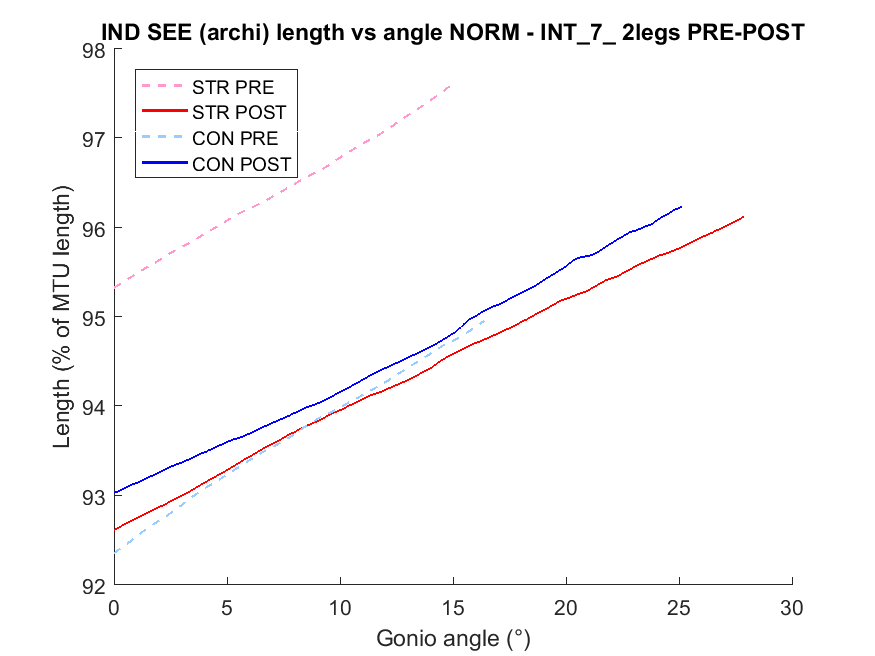 IND SEE (archi) length vs angle NORM - INT_7_ 2legs PRE-POST
98
97
96
95
94
93
92
Length (% of MTU length)
STR PRE
STR POST
CON PRE
CON POST
0 5 10 15 20 25 30
Gonio angle (°)